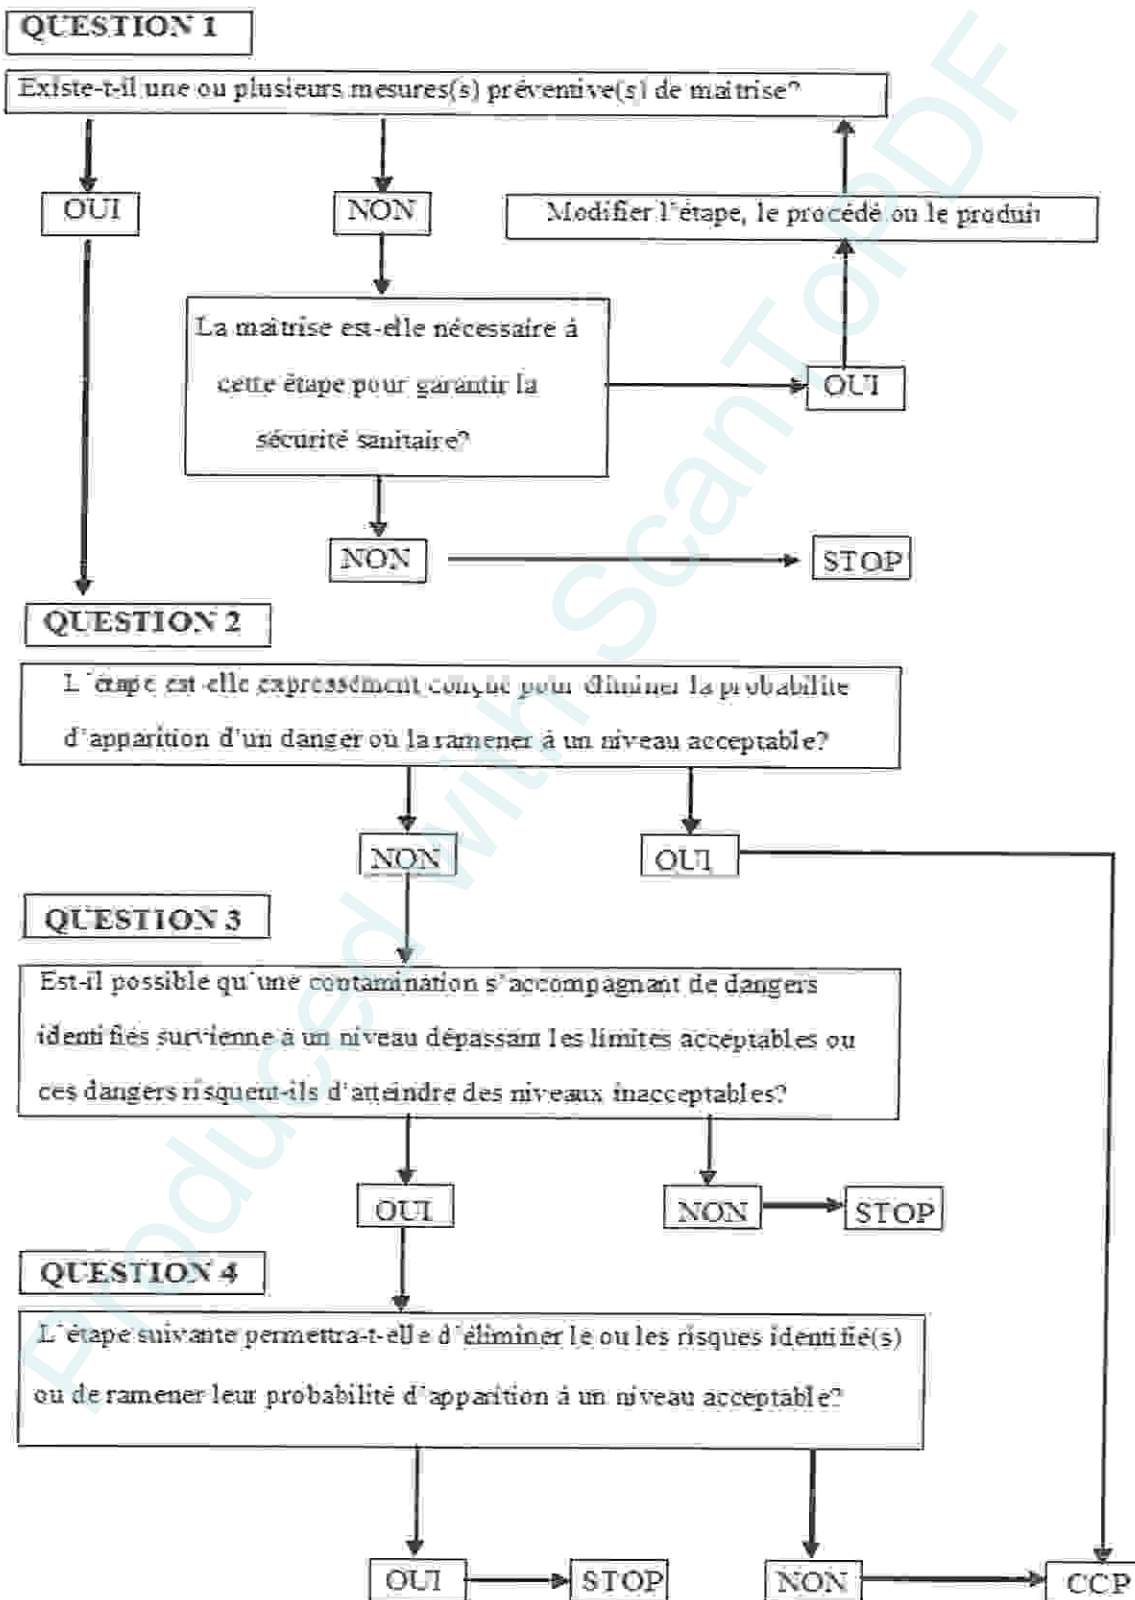 QUESTION 1
Existe-t-il une ou plusieurs mesures(s) préventive(s) de maîtrise?
OUI
NON
Modifier l'étape, le procédé ou le produit
La maîtrise est-elle nécessaire à
cette étape pour garantir la
sécurité sanitaire?
OUI
NON
STOP
QUESTION 2
L'étape est-elle expressément conçue pour éliminer la probabilité
d'apparition d'un danger ou la ramener à un niveau acceptable?
NON
OUI
QUESTION 3
Est-il possible qu'une contamination s'accompagnant de dangers
identifiés survienne à un niveau dépassant les limites acceptables ou
ces dangers risquent-ils d'atteindre des niveaux inacceptables?
OUI
NON
STOP
QUESTION 4
L'étape suivante permettra-t-elle d'éliminer le ou les risques identifié(s)
ou de ramener leur probabilité d'apparition à un niveau acceptable?
OUI
STOP
NON
CCP
Produced with ScanToPDF